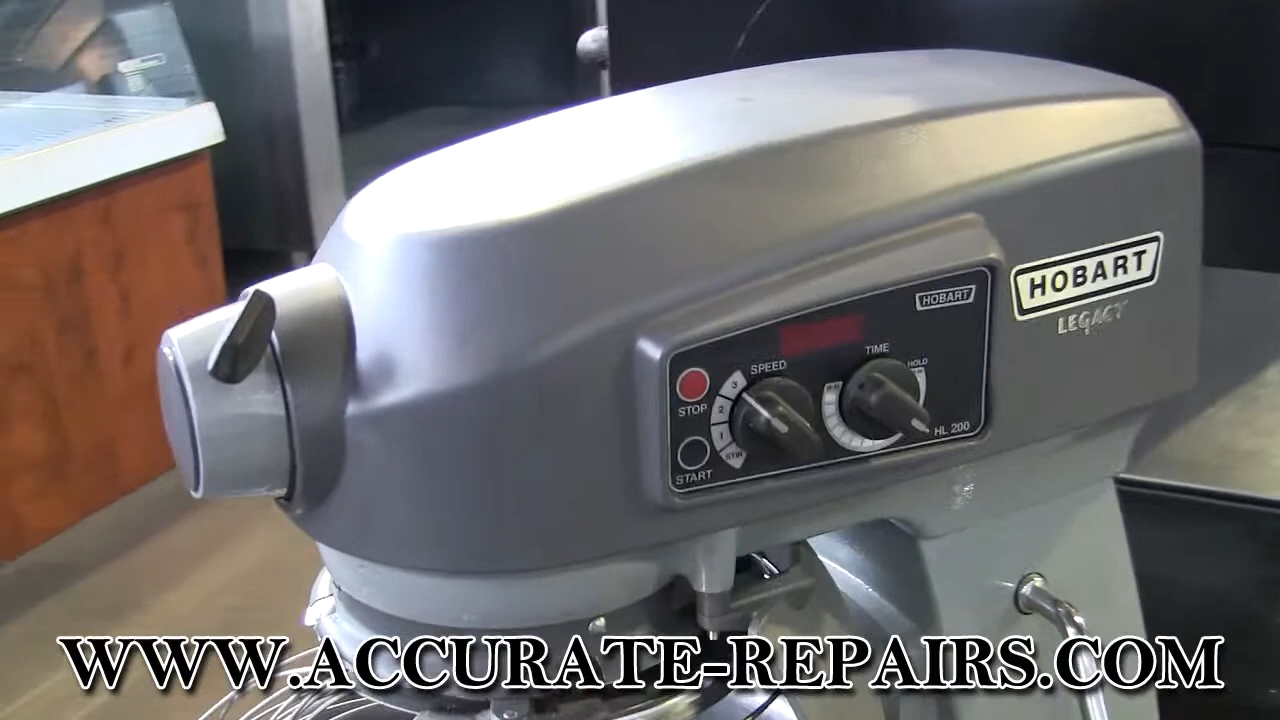 HOBART
HOBART
LEGACY
TIME
HOLD
SPEED
3
STOP
2
1
STIR
START
HL 200
WWW.ACCURATE-REPAIRS.COM